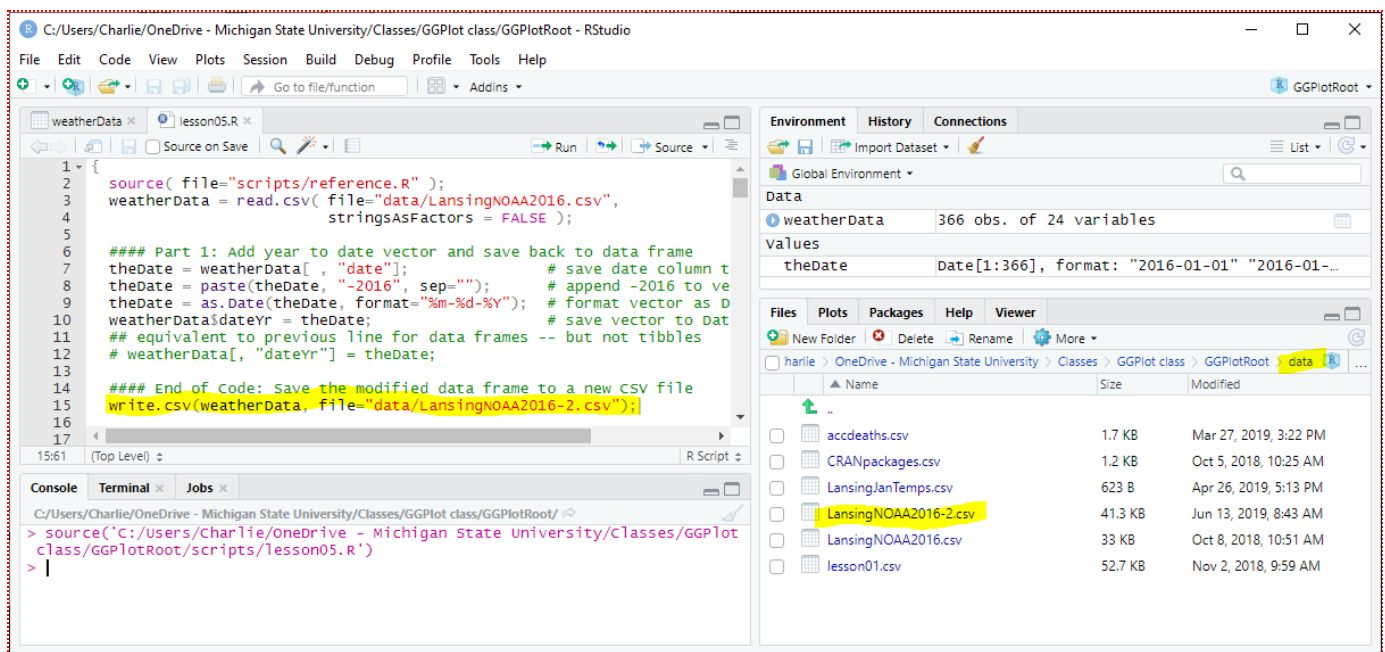 C:/Users/Charlie/OneDrive - Michigan State University/Classes/GGPlot class/GGPlotRoot - RStudio
File Edit Code View Plots Session Build Debug Profile Tools Help
Go to file/function Addins GGPlotRoot
weatherData lesson05.R
Source on Save Run Source
1 {
2 source( file="scripts/reference.R" );
3 weatherData = read.csv( file="data/LansingNOAA2016.csv",
4 stringsAsFactors = FALSE );
5
6 #### Part 1: Add year to date vector and save back to data frame
7 theDate = weatherData[ , "date"]; # save date column t
8 theDate = paste(theDate, "-2016", sep=""); # append -2016 to ve
9 theDate = as.Date(theDate, format="%m-%d-%Y"); # format vector as D
10 weatherData$dateYr = theDate; # save vector to Dat
11 ## equivalent to previous line for data frames -- but not tibbles
12 # weatherData[, "dateYr"] = theDate;
13
14 #### End of Code: Save the modified data frame to a new CSV file
15 write.csv(weatherData, file="data/LansingNOAA2016-2.csv");
16
17
15:61 (Top Level) R Script
Console Terminal Jobs
C:/Users/Charlie/OneDrive - Michigan State University/Classes/GGPlot class/GGPlotRoot/
> source('C:/Users/Charlie/OneDrive - Michigan State University/Classes/GGPlot
class/GGPlotRoot/scripts/lesson05.R')
>
Environment History Connections
Import Dataset List
Global Environment
Data
weatherData 366 obs. of 24 variables
Values
theDate Date[1:366], format: "2016-01-01" "2016-01-…
Files Plots Packages Help Viewer
New Folder Delete Rename More
harlie > OneDrive - Michigan State University > Classes > GGPlot class > GGPlotRoot > data ...
Name Size Modified
..
accdeaths.csv 1.7 KB Mar 27, 2019, 3:22 PM
CRANpackages.csv 1.2 KB Oct 5, 2018, 10:25 AM
LansingJanTemps.csv 623 B Apr 26, 2019, 5:13 PM
LansingNOAA2016-2.csv 41.3 KB Jun 13, 2019, 8:43 AM
LansingNOAA2016.csv 33 KB Oct 8, 2018, 10:51 AM
lesson01.csv 52.7 KB Nov 2, 2018, 9:59 AM